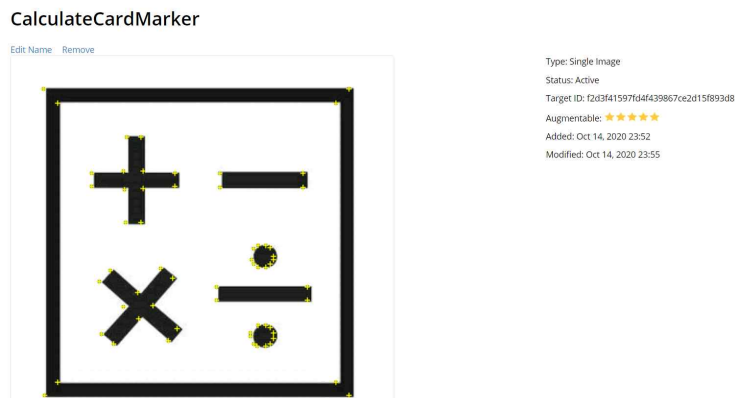 CalculateCardMarker
Edit Name Remove
Type: Single Image
Status: Active
Target ID: f2d3f41597fd4f439867ce2d15f893d8
Augmentable:
Added: Oct 14, 2020 23:52
Modified: Oct 14, 2020 23:55